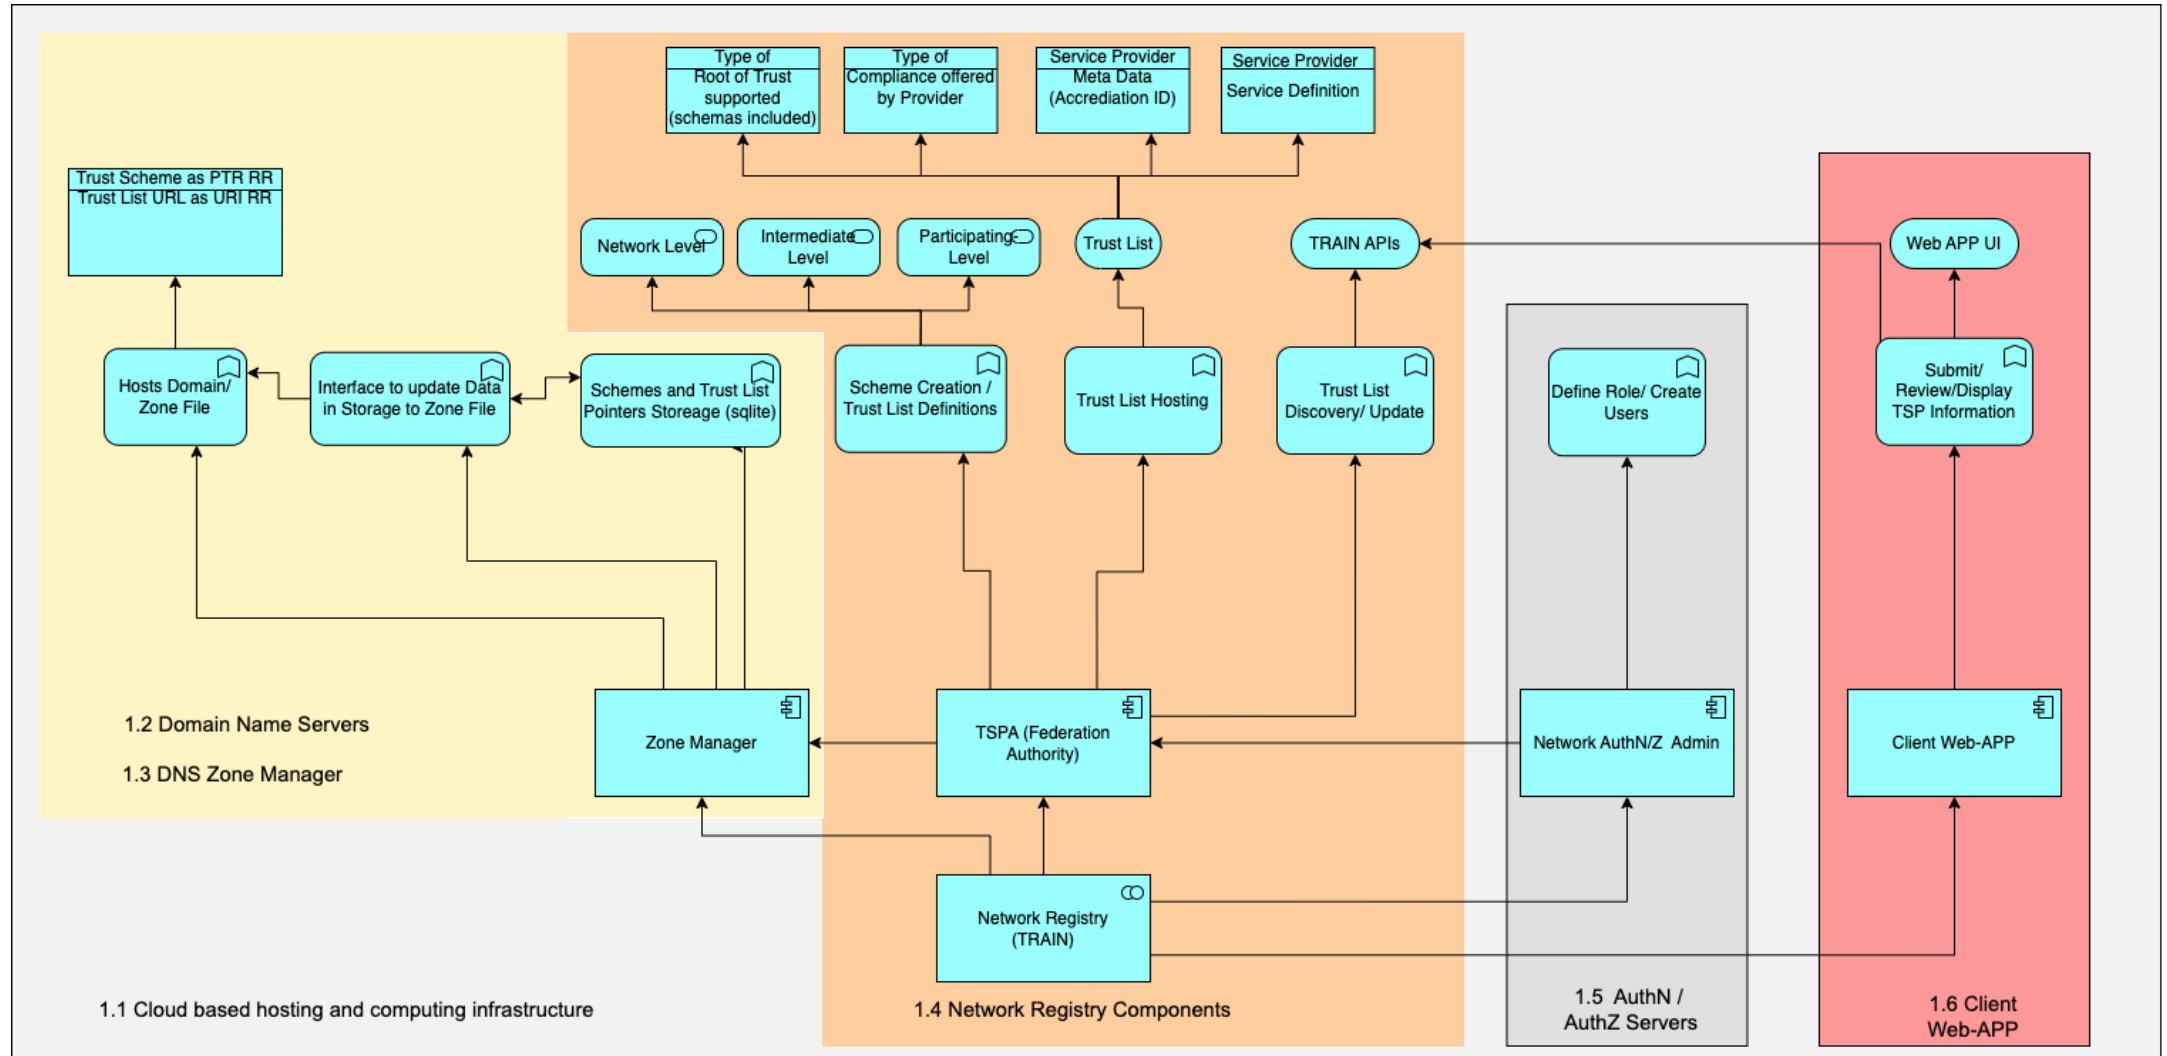 Type of
Root of Trust
supported
(schemas included)
Type of
Compliance offered
by Provider
Service Provider
Meta Data
(Accrediation ID)
Service Provider
Service Definition
Trust Scheme as PTR RR
Trust List URL as URI RR
Network Level
Intermediate
Level
Participating-
Level
Trust List
TRAIN APIs
Web APP UI
Hosts Domain/
Zone File
Interface to update Data
in Storage to Zone File
Schemes and Trust List
Pointers Storeage (sqlite)
Scheme Creation /
Trust List Definitions
Trust List Hosting
Trust List
Discovery/ Update
Define Role/ Create
Users
Submit/
Review/Display
TSP Information
1.2 Domain Name Servers
1.3 DNS Zone Manager
Zone Manager
TSPA (Federation
Authority)
Network AuthN/Z Admin
Client Web-APP
Network Registry
(TRAIN)
1.1 Cloud based hosting and computing infrastructure
1.4 Network Registry Components
1.5 AuthN /
AuthZ Servers
1.6 Client
Web-APP